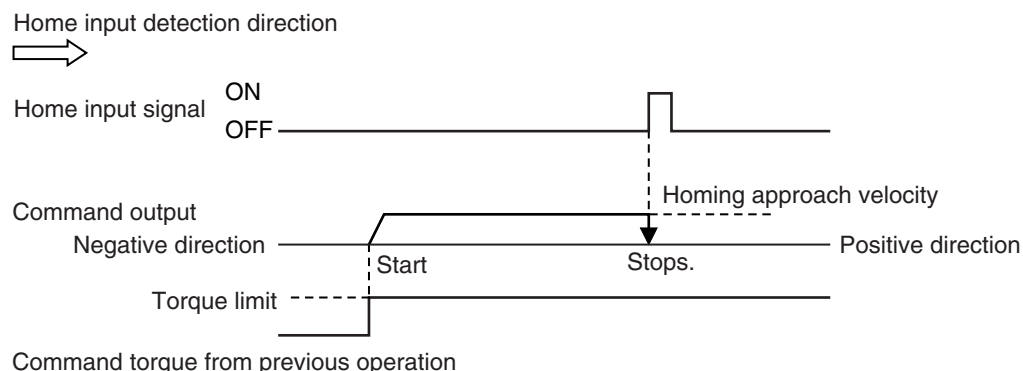 Home input detection direction
Home input signal
ON
OFF
Homing approach velocity
Command output
Negative direction
Positive direction
Start
Stops.
Torque limit
Command torque from previous operation